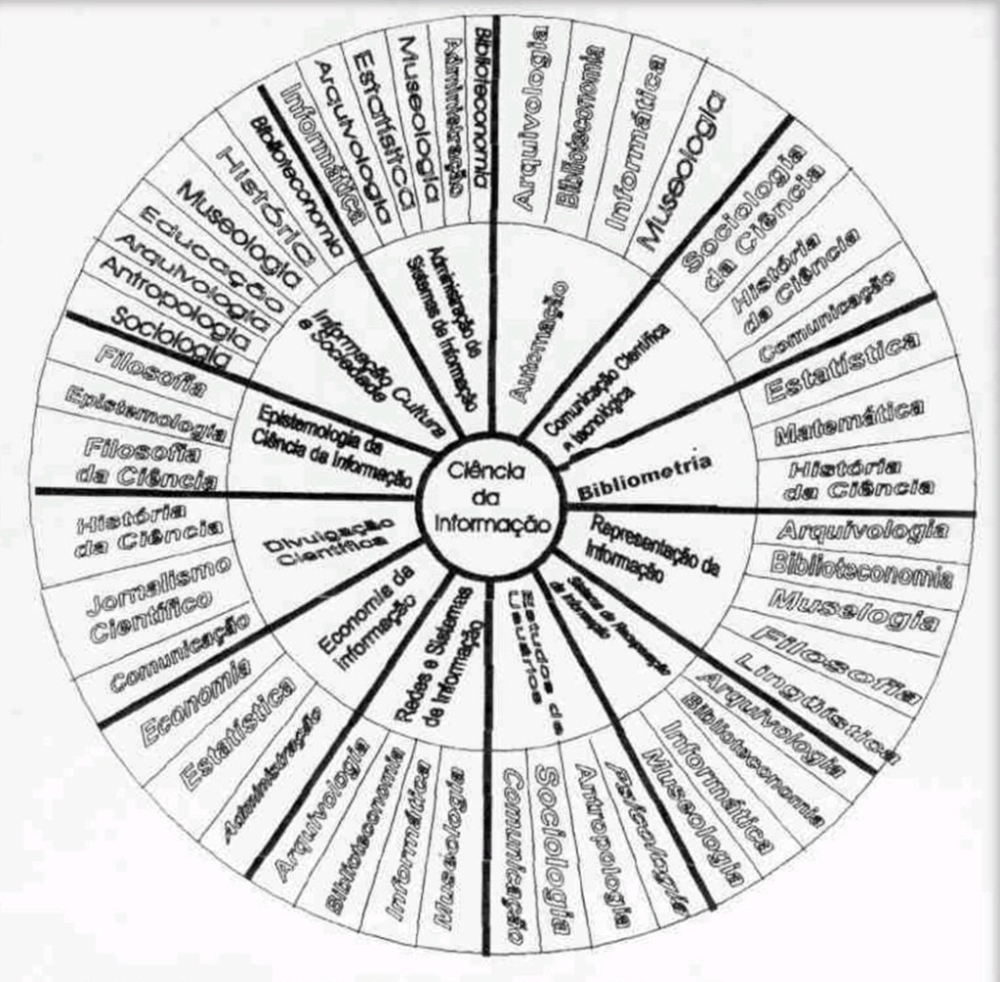 Ciência
da
Informação
Automação
Arquivologia
Biblioteconomia
Informática
Museologia
Comunicação Científica
e tecnológica
Sociologia
da Ciência
História
da Ciência
Comunicação
Bibliometria
Estatística
Matemática
História
da Ciência
Representação da
Informação
Arquivologia
Biblioteconomia
Muselogia
Filosofia
Lingüística
Sistemas de Recuperação
de Informação
Arquivologia
Biblioteconomia
Informática
Museologia
Estudos de
Usuários
Psicologia
Antropologia
Sociologia
Comunicação
Redes e Sistemas
de Informação
Museologia
Informática
Biblioteconomia
Arquivologia
Economia da
Informação
Administração
Estatística
Economia
Divulgação
Científica
Comunicação
Jornalismo
Científico
História
da Ciência
Epistemologia da
Ciência da Informação
Filosofia
da Ciência
Epistemologia
Filosofia
Informação Cultura
e Sociedade
Sociologia
Antropologia
Arquivologia
Educação
Museologia
História
Biblioteconomia
Administração de
Sistemas de Informação
Informática
Arquivologia
Estatística
Museologia
Administração
Biblioteconomia